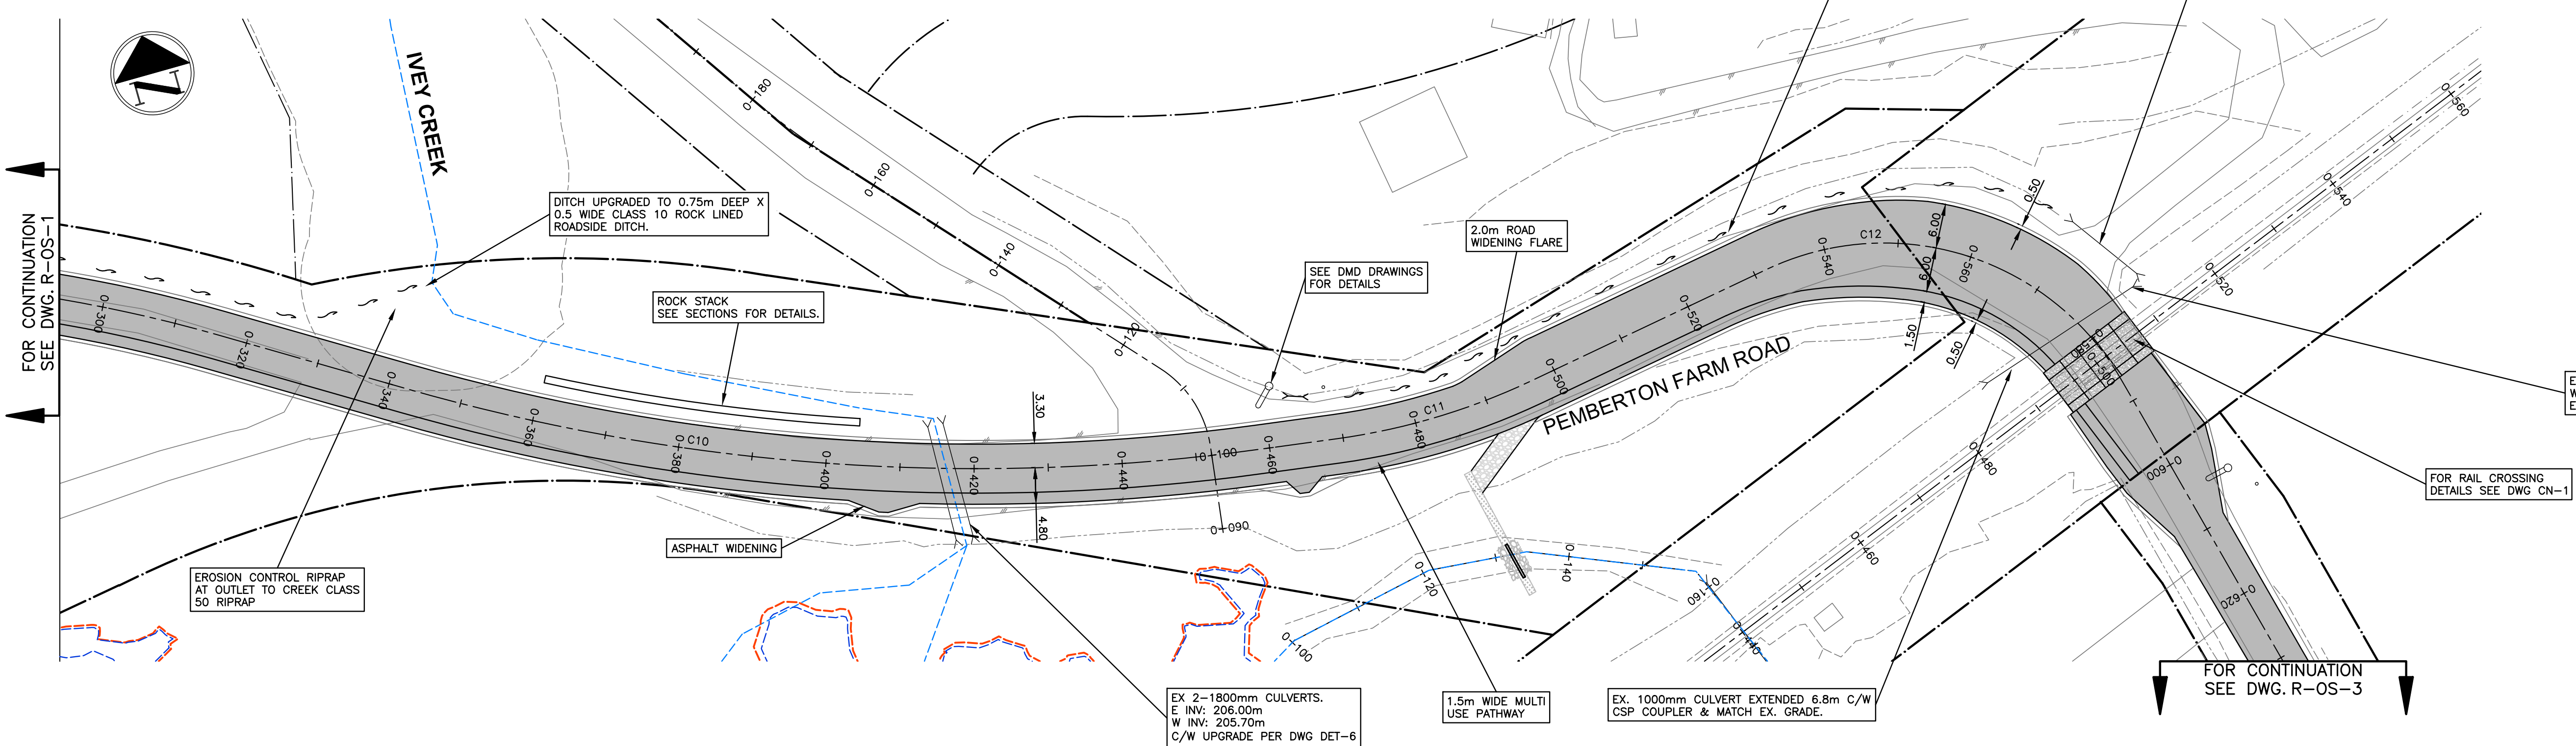 N
IVEY CREEK
FOR CONTINUATION
SEE DWG. R-OS-1
DITCH UPGRADED TO 0.75m DEEP X
0.5 WIDE CLASS 10 ROCK LINED
ROADSIDE DITCH.
ROCK STACK
SEE SECTIONS FOR DETAILS.
SEE DMD DRAWINGS
FOR DETAILS
2.0m ROAD
WIDENING FLARE
0+180
0+160
0+140
0+120
0+100
0+090
0+300
0+320
0+340
0+360
0+380
C10
0+400
0+420
0+440
0+460
0+480
C11
0+500
0+520
0+540
C12
0+560
0+580
0+600
0+620
3.30
4.80
6.00
6.00
0.50
1.50
0.50
PEMBERTON FARM ROAD
0+560
0+540
0+520
0+500
0+480
0+460
0+440
0+100
0+120
0+140
0+160
ASPHALT WIDENING
EROSION CONTROL RIPRAP
AT OUTLET TO CREEK CLASS
50 RIPRAP
EX 2-1800mm CULVERTS.
E INV: 206.00m
W INV: 205.70m
C/W UPGRADE PER DWG DET-6
1.5m WIDE MULTI
USE PATHWAY
EX. 1000mm CULVERT EXTENDED 6.8m C/W
CSP COUPLER & MATCH EX. GRADE.
FOR RAIL CROSSING
DETAILS SEE DWG CN-1
E
W
E
FOR CONTINUATION
SEE DWG. R-OS-3